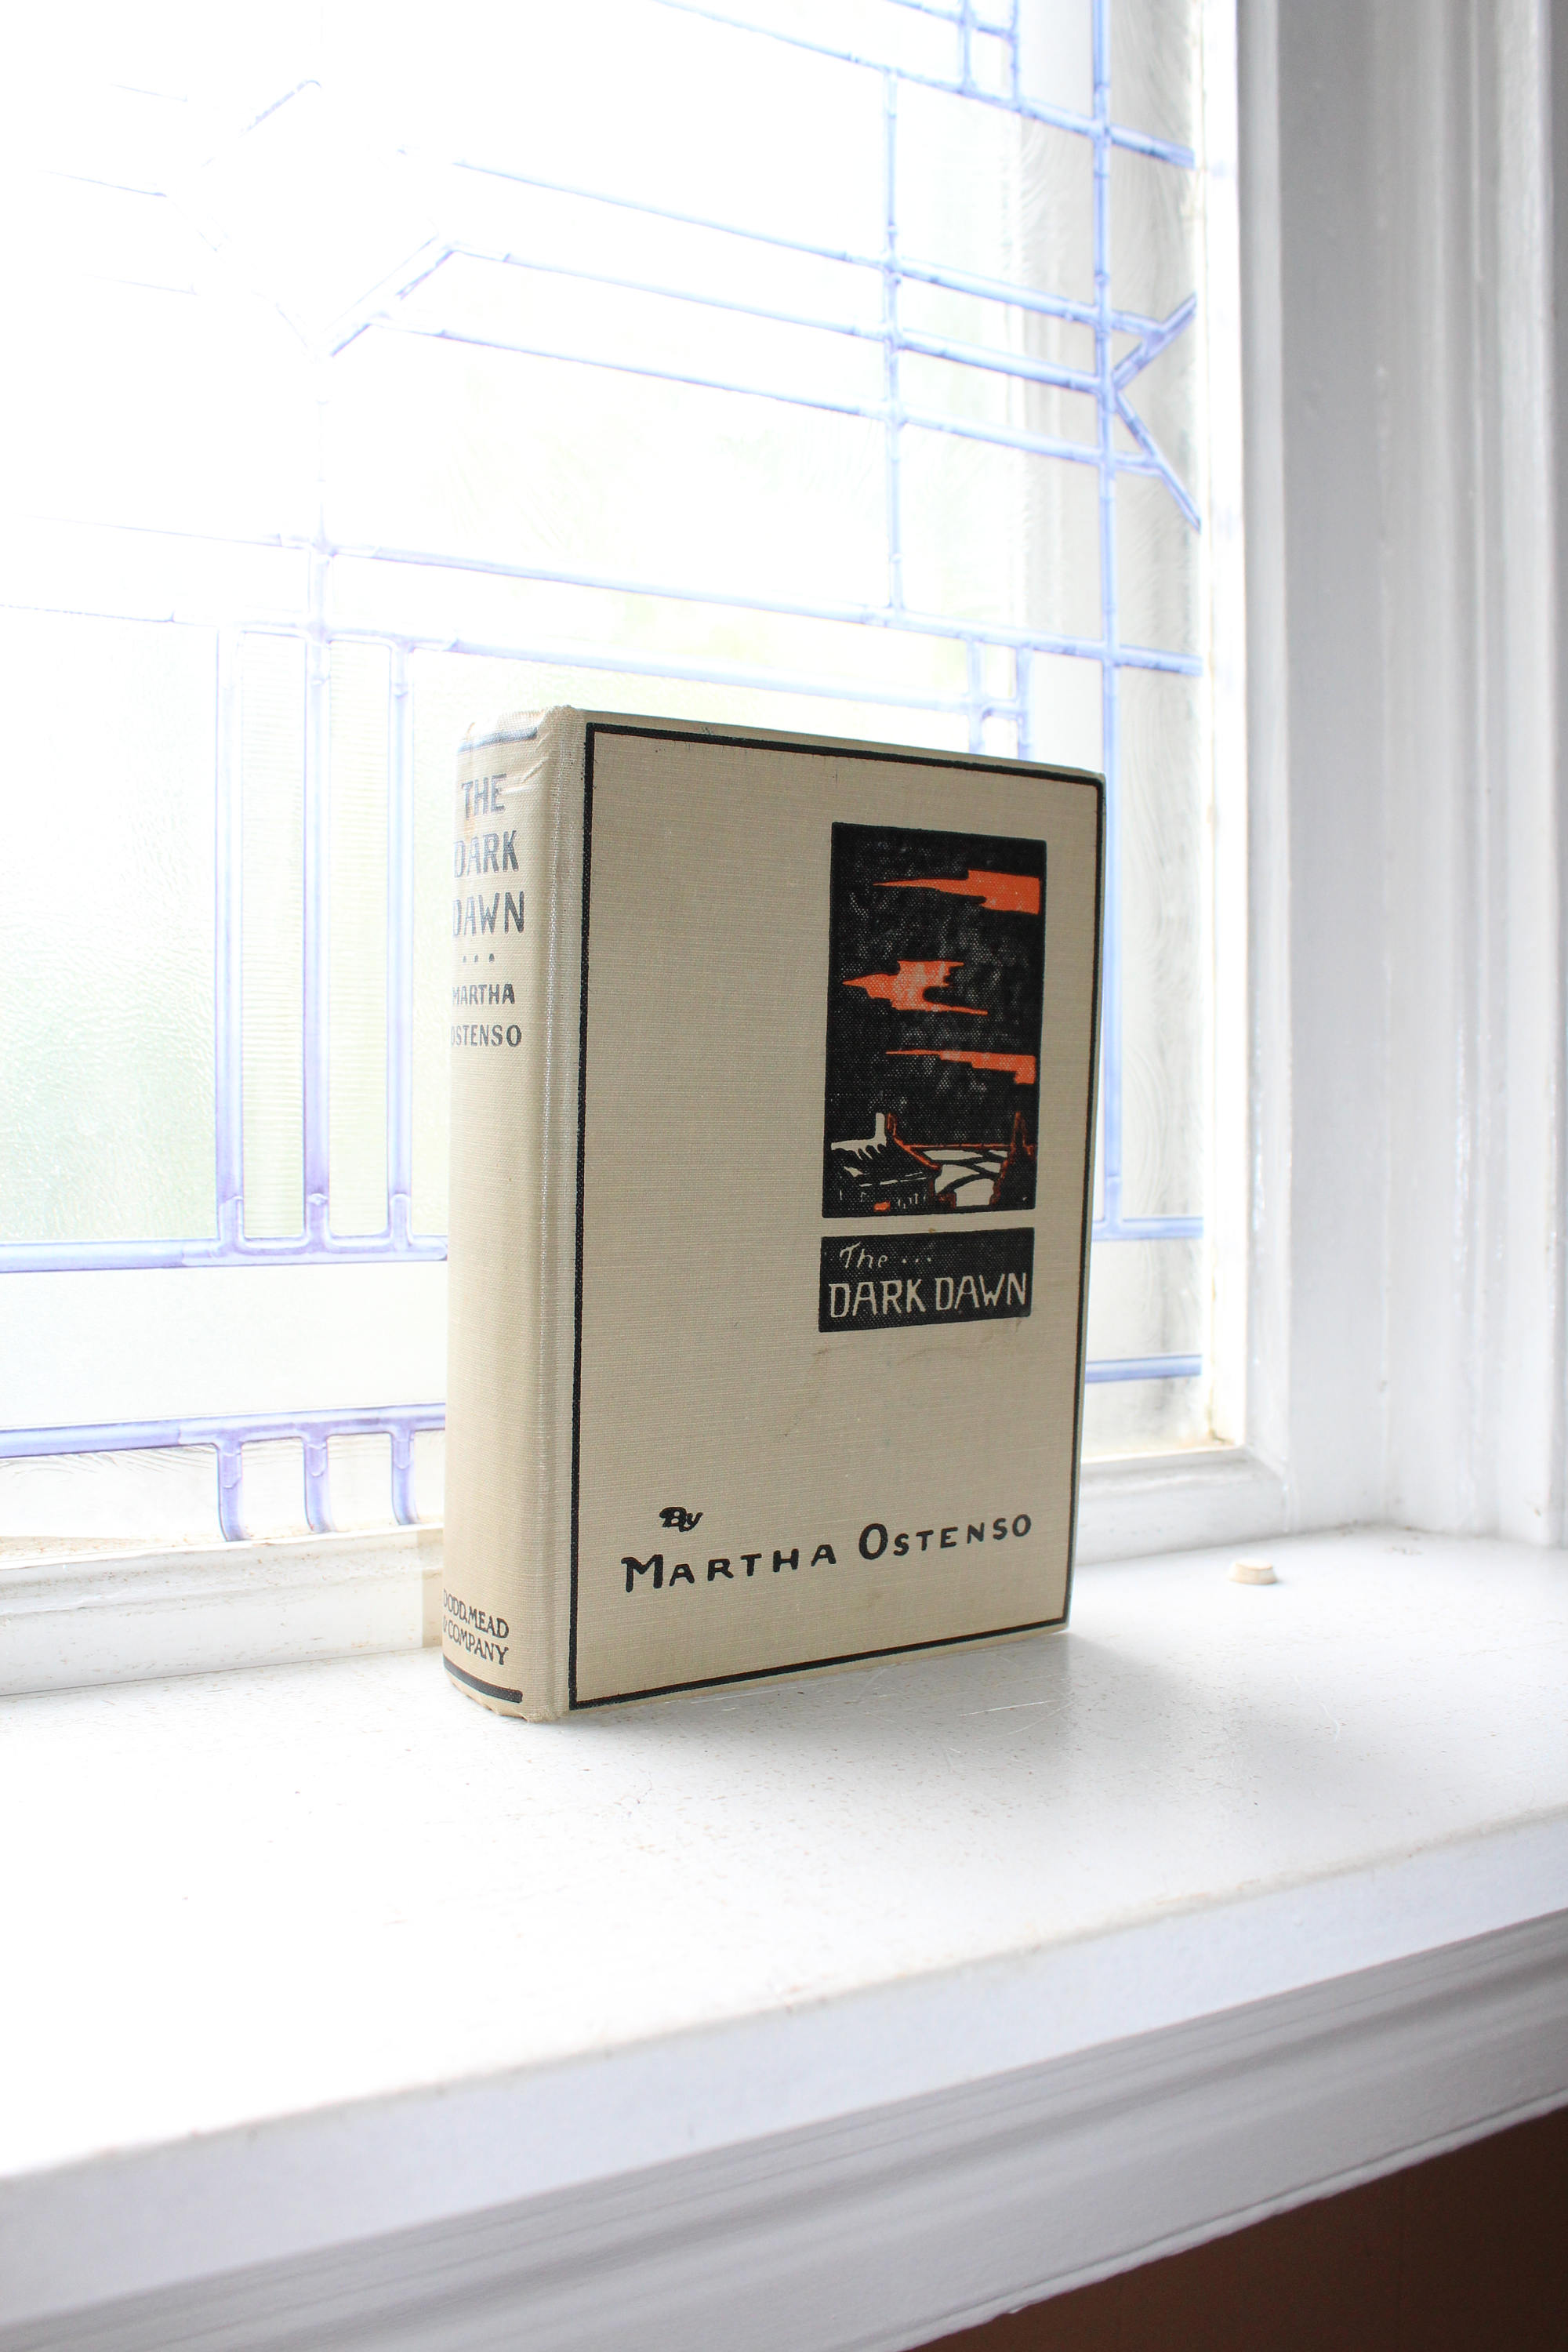 THE
DARK
DAWN
...
MARTHA
OSTENSO
DODD, MEAD
& COMPANY
The...
DARK DAWN
By
MARTHA OSTENSO